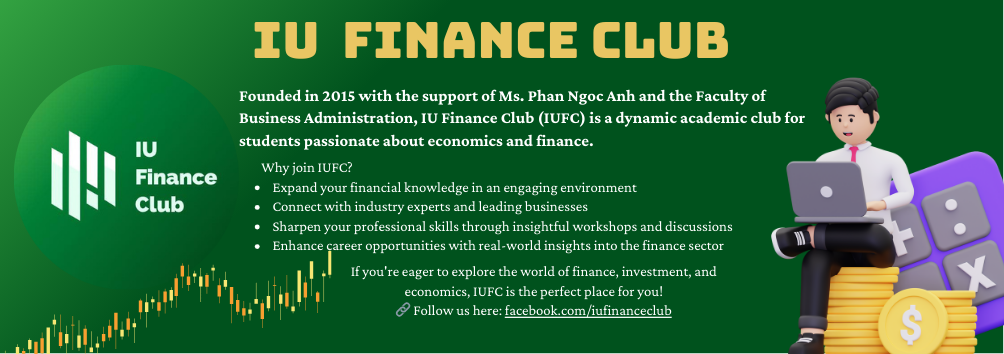 IU FINANCE CLUB
IU
Finance
Club
Founded in 2015 with the support of Ms. Phan Ngoc Anh and the Faculty of
Business Administration, IU Finance Club (IUFC) is a dynamic academic club for
students passionate about economics and finance.
Why join IUFC?
• Expand your financial knowledge in an engaging environment
• Connect with industry experts and leading businesses
• Sharpen your professional skills through insightful workshops and discussions
• Enhance career opportunities with real-world insights into the finance sector
If you're eager to explore the world of finance, investment, and
economics, IUFC is the perfect place for you!
🔗 Follow us here: facebook.com/iufinanceclub
$